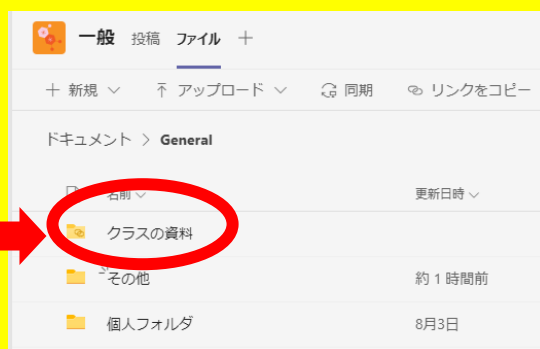 一般 投稿 ファイル +
+ 新規 アップロード 同期 リンクをコピー
ドキュメント > General
名前 更新日時
クラスの資料
その他 約 1 時間前
個人フォルダ 8月3日